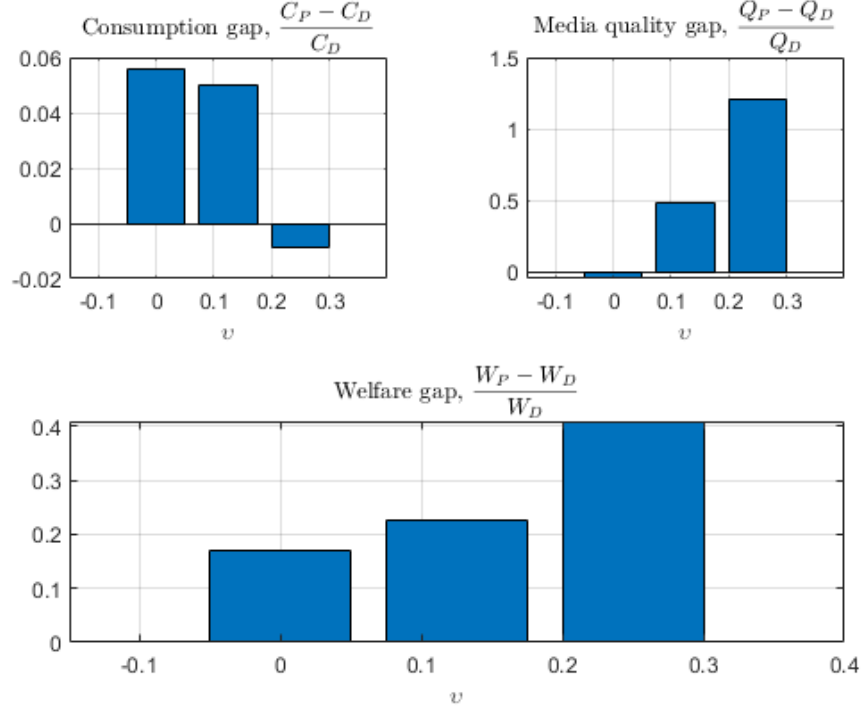 Consumption gap, \frac{C_P - C_D}{C_D}
0.06
0.04
0.02
0
-0.02
-0.1 0 0.1 0.2 0.3
υ
Media quality gap, \frac{Q_P - Q_D}{Q_D}
1.5
1
0.5
0
-0.1 0 0.1 0.2 0.3
υ
Welfare gap, \frac{W_P - W_D}{W_D}
0.4
0.3
0.2
0.1
0
-0.1 0 0.1 0.2 0.3 0.4
υ